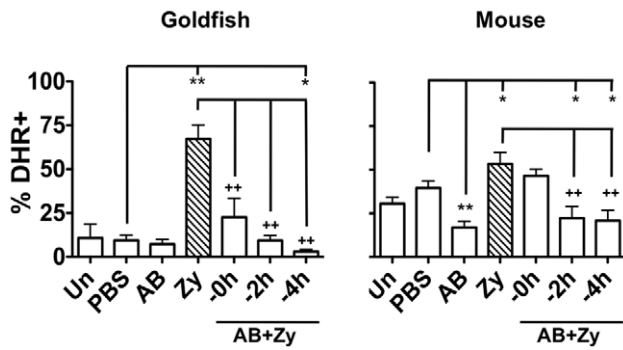 Goldfish
Mouse
% DHR+
100
75
50
25
0
** *
++
++
++
Un PBS AB Zy -0h -2h -4h
AB+Zy
* * *
**
++ ++
Un PBS AB Zy -0h -2h -4h
AB+Zy